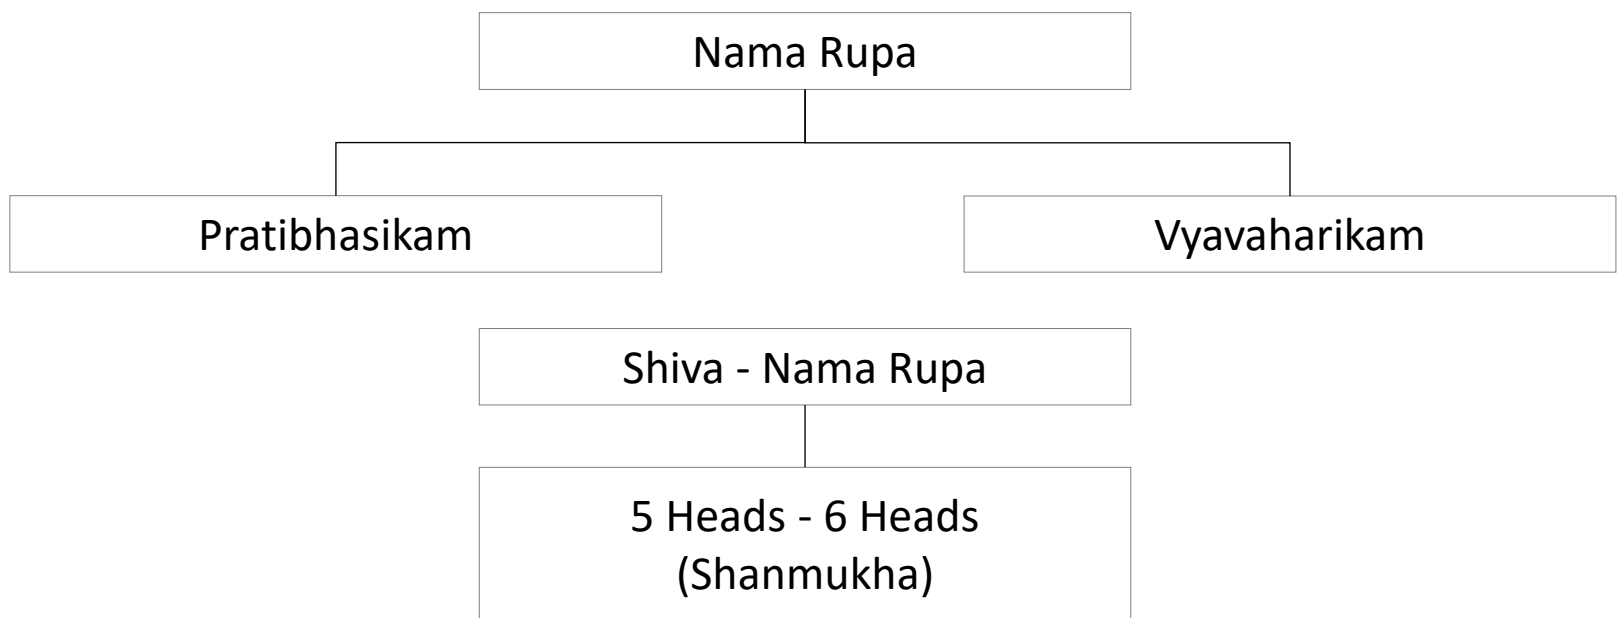 Nama Rupa
Pratibhasikam
Vyavaharikam
Shiva - Nama Rupa
5 Heads - 6 Heads
(Shanmukha)